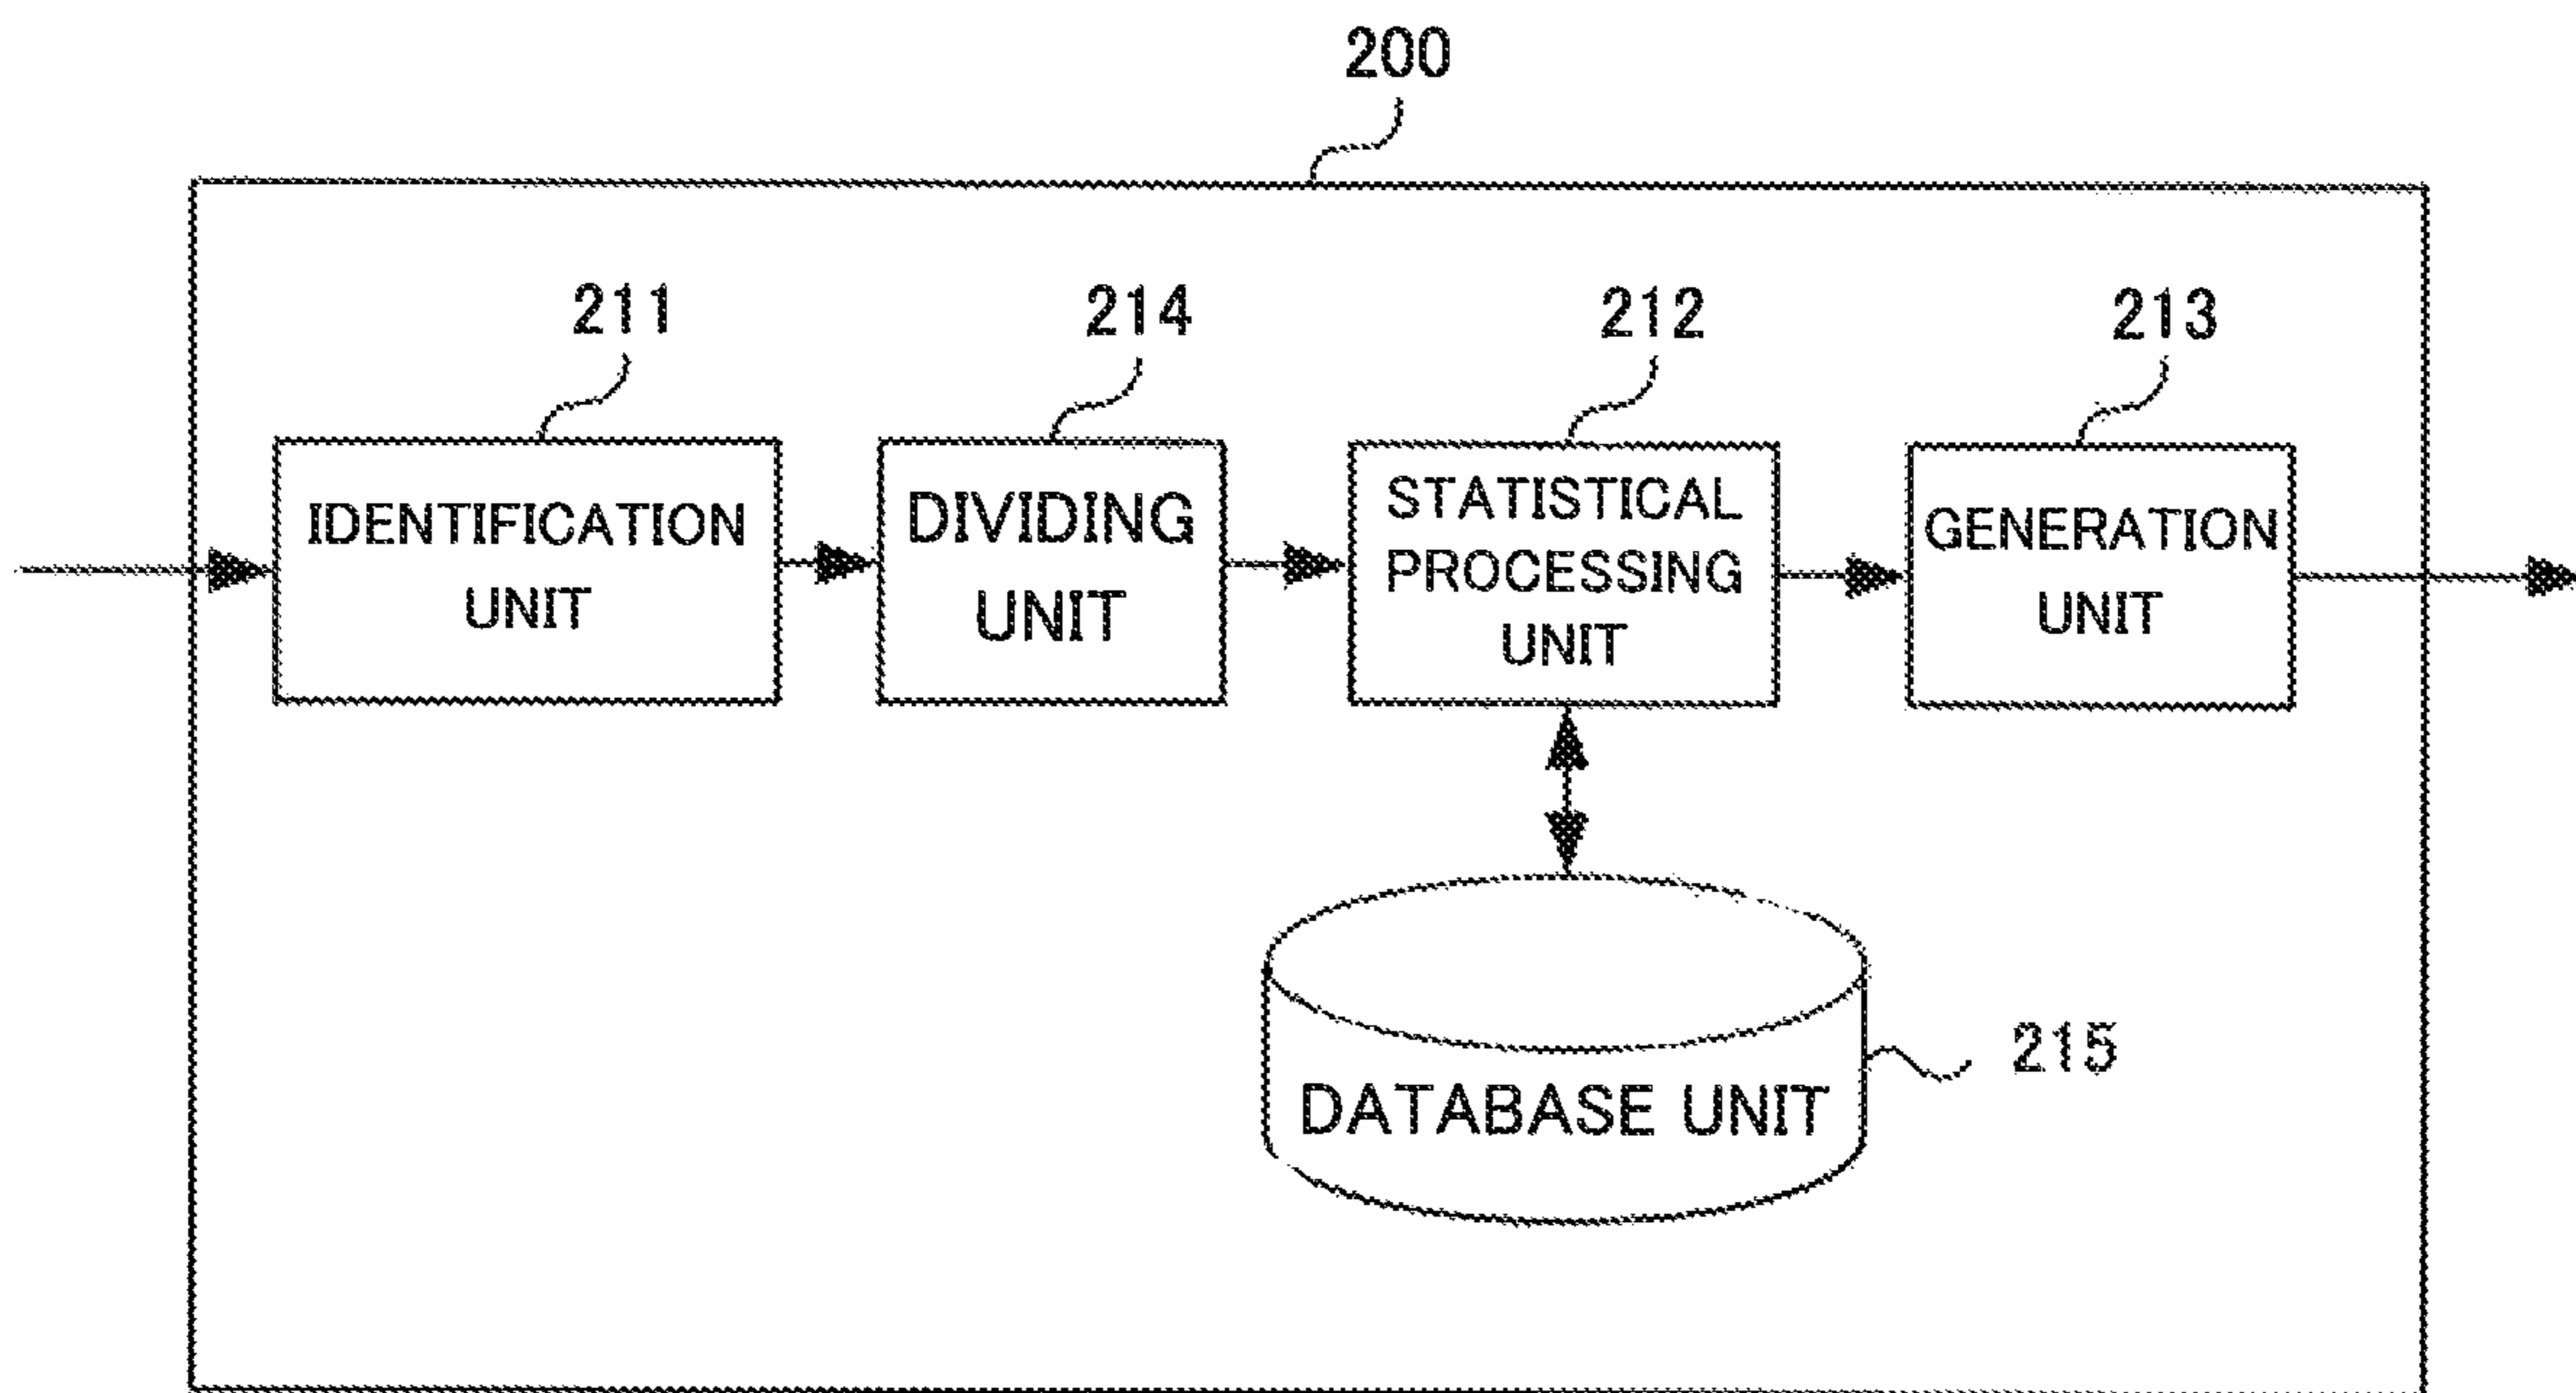 200
211
214
212
213
IDENTIFICATION
UNIT
DIVIDING
UNIT
STATISTICAL
PROCESSING
UNIT
GENERATION
UNIT
215
DATABASE UNIT